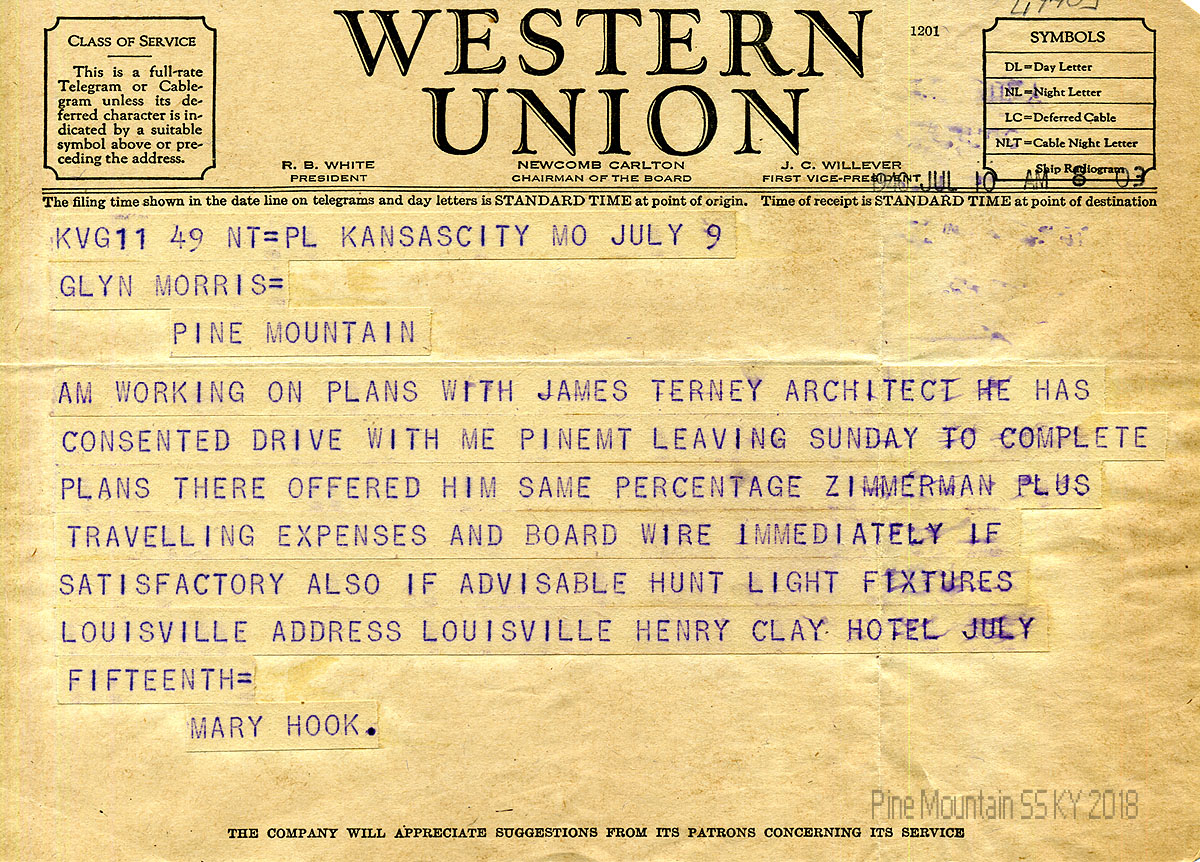 CLASS OF SERVICE
This is a full-rate
Telegram or Cable-
gram unless its de-
ferred character is in-
dicated by a suitable
symbol above or pre-
ceding the address.
WESTERN
UNION
R. B. WHITE
PRESIDENT
NEWCOMB CARLTON
CHAIRMAN OF THE BOARD
J. C. WILLEVER
FIRST VICE-PRESIDENT
1201
SYMBOLS
DL=Day Letter
NL=Night Letter
LC=Deferred Cable
NLT=Cable Night Letter
Ship Radiogram
JUL 10 AM 8 03
The filing time shown in the date line on telegrams and day letters is STANDARD TIME at point of origin. Time of receipt is STANDARD TIME at point of destination
KVG11 49 NT=PL KANSASCITY MO JULY 9
GLYN MORRIS=
PINE MOUNTAIN
AM WORKING ON PLANS WITH JAMES TERNEY ARCHITECT HE HAS
CONSENTED DRIVE WITH ME PINEMT LEAVING SUNDAY TO COMPLETE
PLANS THERE OFFERED HIM SAME PERCENTAGE ZIMMERMAN PLUS
TRAVELLING EXPENSES AND BOARD WIRE IMMEDIATELY IF
SATISFACTORY ALSO IF ADVISABLE HUNT LIGHT FIXTURES
LOUISVILLE ADDRESS LOUISVILLE HENRY CLAY HOTEL JULY
FIFTEENTH=
MARY HOOK.
Pine Mountain SS KY 2018
THE COMPANY WILL APPRECIATE SUGGESTIONS FROM ITS PATRONS CONCERNING ITS SERVICE